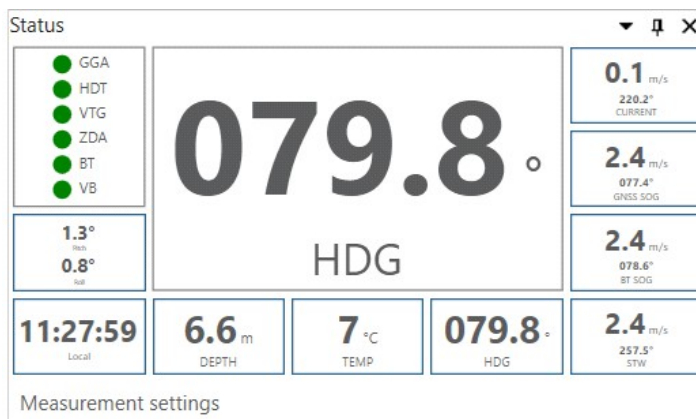 Status
GGA
HDT
VTG
ZDA
BT
VB
079.8°
HDG
0.1 m/s
220.2°
CURRENT
2.4 m/s
077.4°
GNSS SOG
1.3°
Pitch
0.8°
Roll
2.4 m/s
078.6°
BT SOG
11:27:59
Local
6.6 m
DEPTH
7 °C
TEMP
079.8°
HDG
2.4 m/s
257.5°
STW
Measurement settings